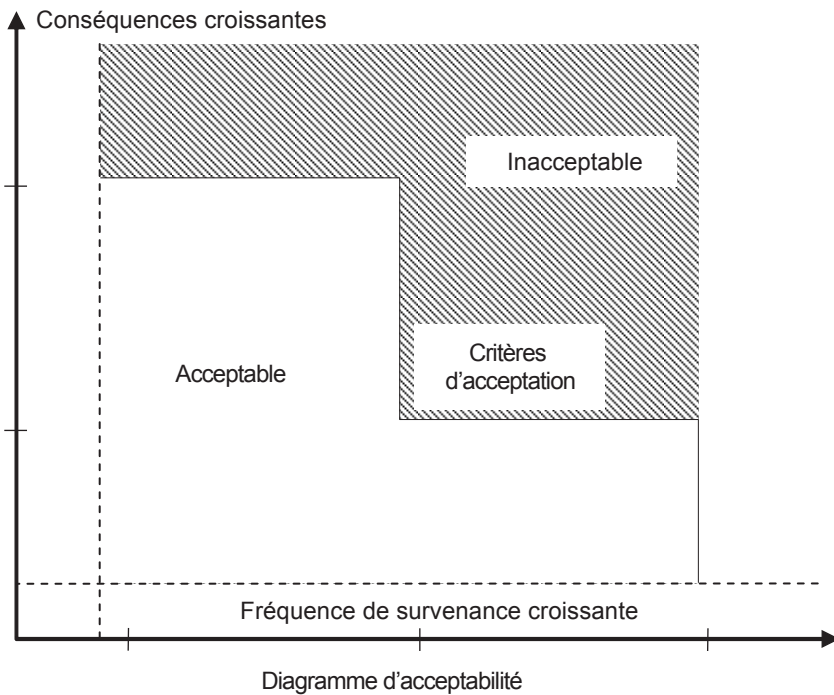 Conséquences croissantes
Inacceptable
Critères
d’acceptation
Acceptable
Fréquence de survenance croissante
Diagramme d’acceptabilité